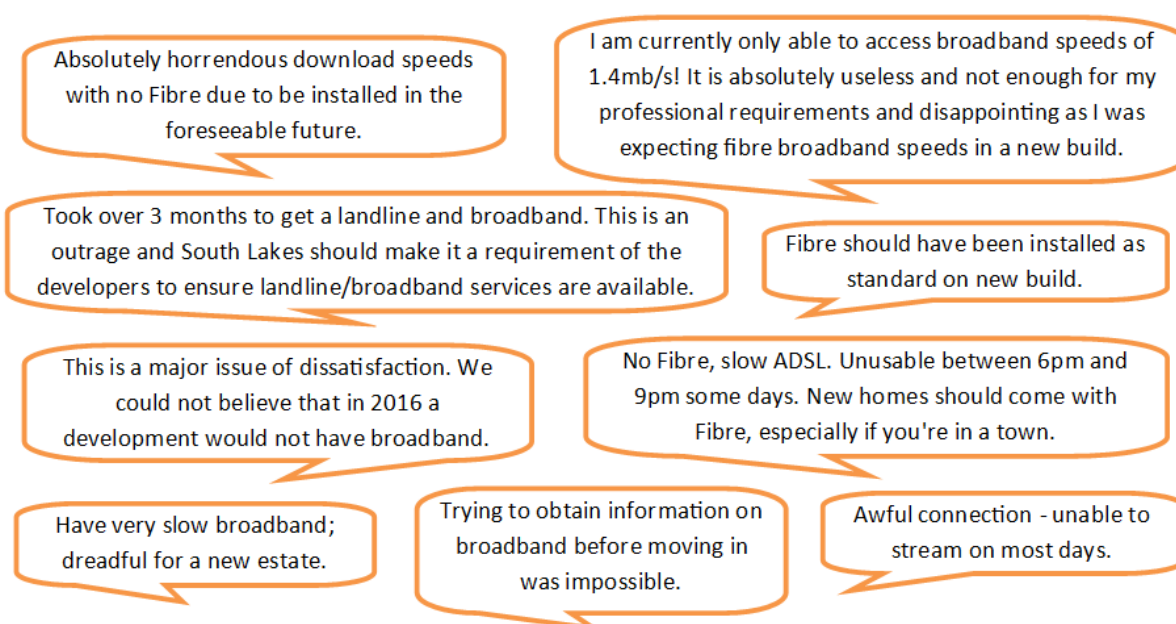 Absolutely horrendous download speeds
with no Fibre due to be installed in the
foreseeable future.
I am currently only able to access broadband speeds of
1.4mb/s! It is absolutely useless and not enough for my
professional requirements and disappointing as I was
expecting fibre broadband speeds in a new build.
Took over 3 months to get a landline and broadband. This is an
outrage and South Lakes should make it a requirement of the
developers to ensure landline/broadband services are available.
Fibre should have been installed as
standard on new build.
This is a major issue of dissatisfaction. We
could not believe that in 2016 a
development would not have broadband.
No Fibre, slow ADSL. Unusable between 6pm and
9pm some days. New homes should come with
Fibre, especially if you're in a town.
Have very slow broadband;
dreadful for a new estate.
Trying to obtain information on
broadband before moving in
was impossible.
Awful connection - unable to
stream on most days.